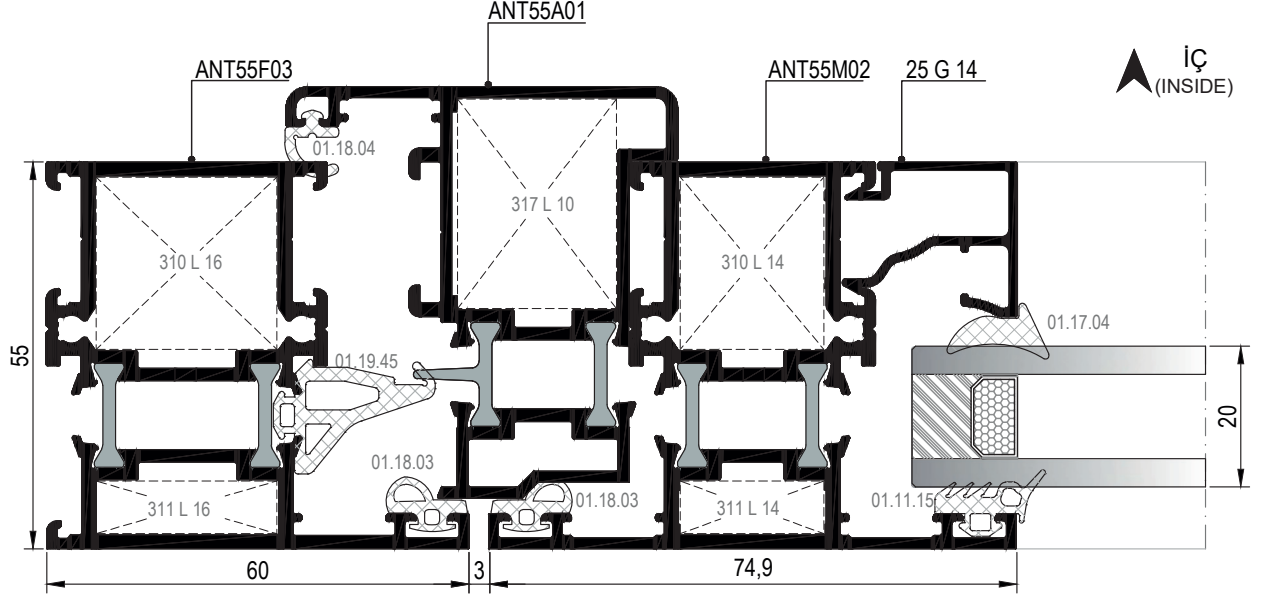 ANT55A01
ANT55F03
ANT55M02
25 G 14
İÇ
(INSIDE)
01.18.04
317 L 10
310 L 16
310 L 14
01.17.04
01.19.45
55
20
01.18.03
01.18.03
01.11.15
311 L 16
311 L 14
60
3
74,9